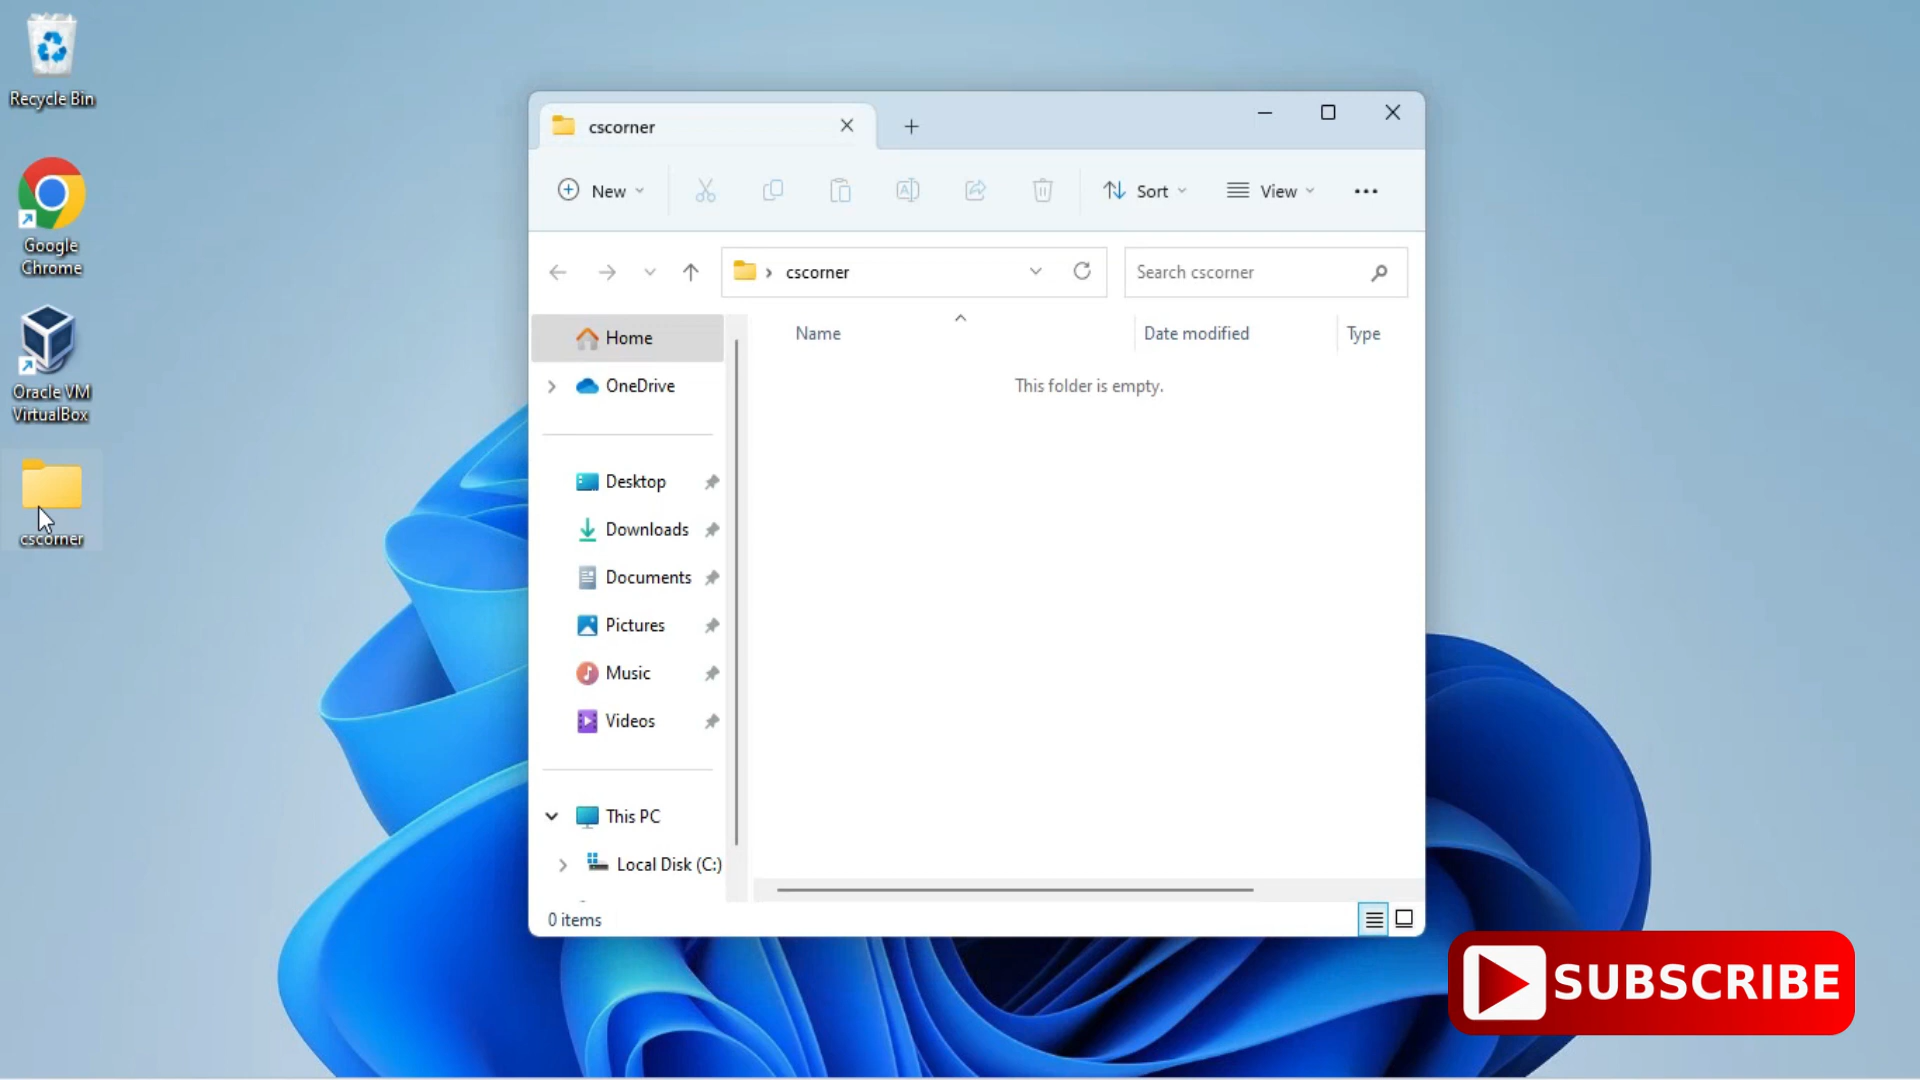 Recycle Bin
Google
Chrome
Oracle VM
VirtualBox
cscorner
cscorner
New
Sort
View
cscorner
Search cscorner
Home
OneDrive
Desktop
Downloads
Documents
Pictures
Music
Videos
This PC
Local Disk (C:)
Name
Date modified
Type
This folder is empty.
0 items
SUBSCRIBE